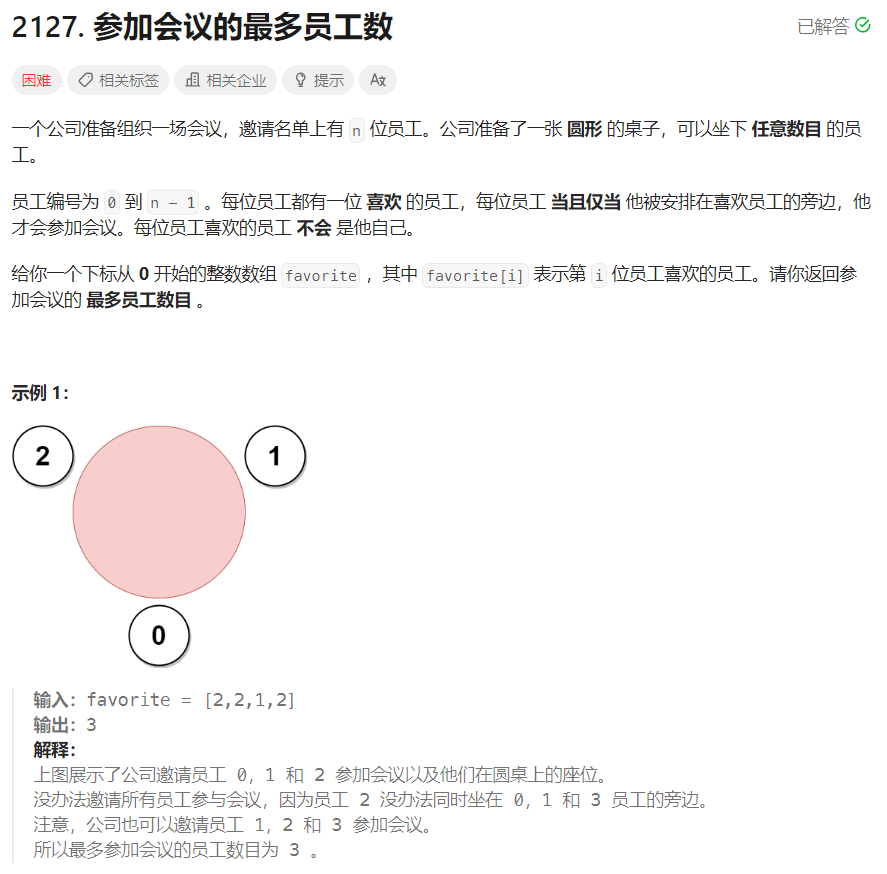 2127. 参加会议的最多员工数
已解答
困难 相关标签 相关企业 提示 Aあ
一个公司准备组织一场会议，邀请名单上有 n 位员工。公司准备了一张 圆形 的桌子，可以坐下 任意数目 的员
工。
员工编号为 0 到 n - 1 。每位员工都有一位 喜欢 的员工，每位员工 当且仅当 他被安排在喜欢员工的旁边，他
才会参加会议。每位员工喜欢的员工 不会 是他自己。
给你一个下标从 0 开始的整数数组 favorite ，其中 favorite[i] 表示第 i 位员工喜欢的员工。请你返回参
加会议的 最多员工数目 。
示例 1：
2 1
0
输入：favorite = [2,2,1,2]
输出：3
解释：
上图展示了公司邀请员工 0，1 和 2 参加会议以及他们在圆桌上的座位。
没办法邀请所有员工参与会议，因为员工 2 没办法同时坐在 0，1 和 3 员工的旁边。
注意，公司也可以邀请员工 1，2 和 3 参加会议。
所以最多参加会议的员工数目为 3 。